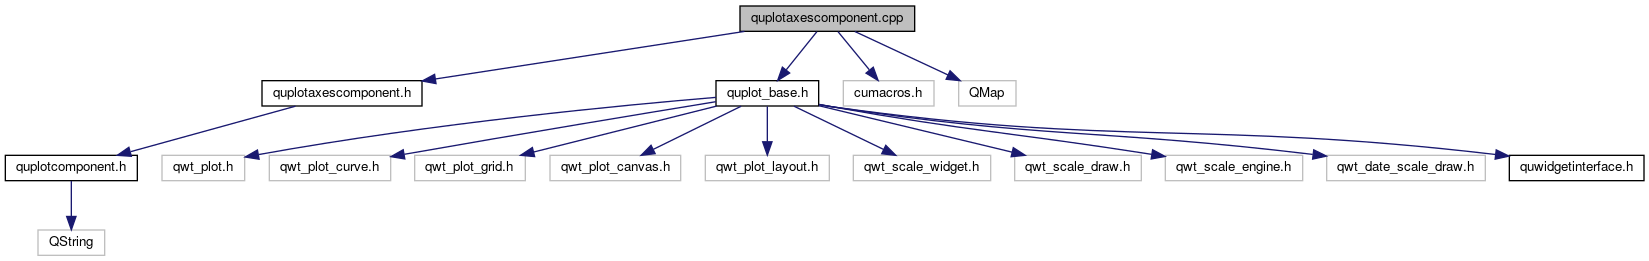 quplotaxescomponent.cpp
quplotaxescomponent.h
quplot_base.h
cumacros.h
QMap
quplotcomponent.h
qwt_plot.h
qwt_plot_curve.h
qwt_plot_grid.h
qwt_plot_canvas.h
qwt_plot_layout.h
qwt_scale_widget.h
qwt_scale_draw.h
qwt_scale_engine.h
qwt_date_scale_draw.h
quwidgetinterface.h
QString